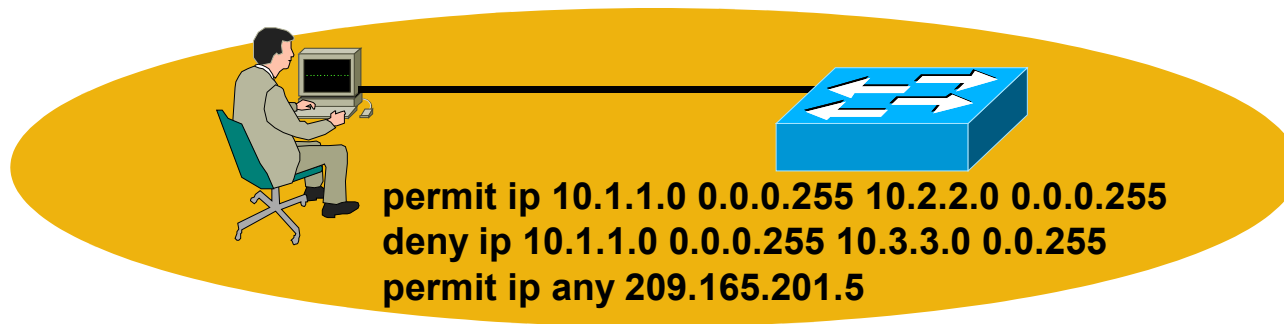 permit ip 10.1.1.0 0.0.0.255 10.2.2.0 0.0.0.255
deny ip 10.1.1.0 0.0.0.255 10.3.3.0 0.0.255
permit ip any 209.165.201.5